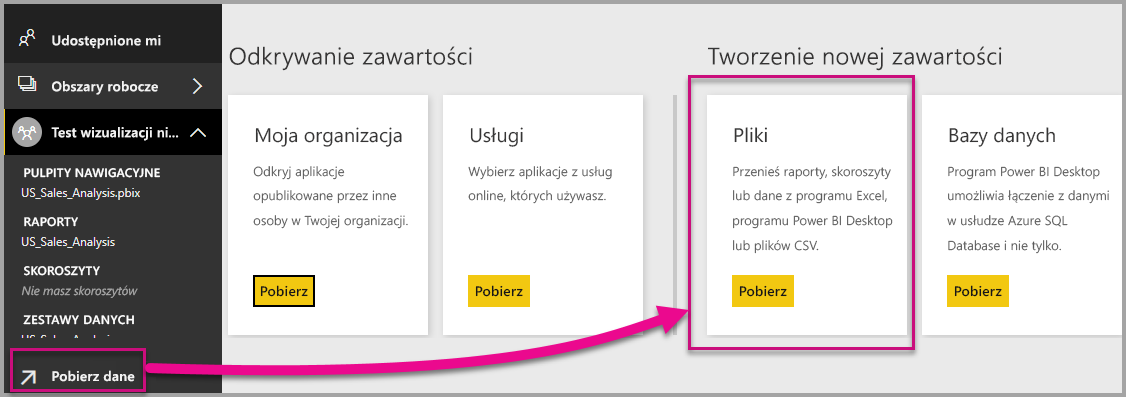 Udostępnione mi
Obszary robocze
Test wizualizacji ni...
PULPITY NAWIGACYJNE
US_Sales_Analysis.pbix
RAPORTY
US_Sales_Analysis
SKOROSZYTY
Nie masz skoroszytów
ZESTAWY DANYCH
US_Sales_Analysis
Pobierz dane
Odkrywanie zawartości
Moja organizacja
Odkryj aplikacje
opublikowane przez inne
osoby w Twojej organizacji.
Pobierz
Usługi
Wybierz aplikacje z usług
online, których używasz.
Pobierz
Tworzenie nowej zawartości
Pliki
Przenieś raporty, skoroszyty
lub dane z programu Excel,
programu Power BI Desktop
lub plików CSV.
Pobierz
Bazy danych
Program Power BI Desktop
umożliwia łączenie z danymi
w usłudze Azure SQL
Database i nie tylko.
Pobierz